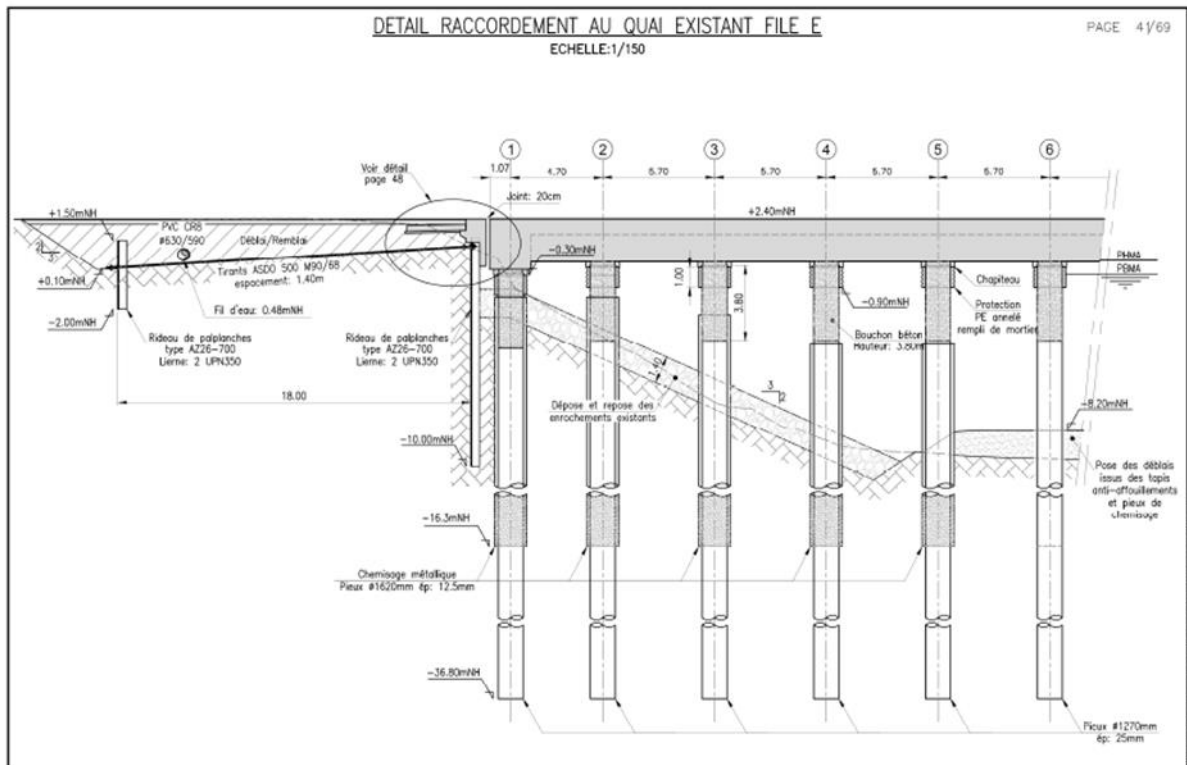 DETAIL RACCORDEMENT AU QUAI EXISTANT FILE E
PAGE 41/69
ECHELLE:1/150
1
2
3
4
5
6
1.07
4.70
5.70
5.70
5.70
5.70
Voir détail
page 48
Joint: 20cm
+1.50mNH
PVC CR8
ø630/590
Déblai/Remblai
+2.40mNH
-0.30mNH
Tirants ASDO 500 M90/68
espacement: 1,40m
+0.10mNH
Fil d'eau: 0.48mNH
-2.00mNH
1.00
3.80
-0.90mNH
PHMA
PBMA
Chapiteau
Protection
PE annelé
rempli de mortier
Rideau de palplanches
type AZ26-700
Lierne: 2 UPN350
Rideau de palplanches
type AZ26-700
Lierne: 2 UPN350
Bouchon béton
Hauteur: 3.80m
18.00
1.40
3
2
Dépose et repose des
enrochements existants
-8.20mNH
-10.00mNH
Pose des déblais
issus des tapis
anti-affouillements
et pieux de
chemisage
-16.3mNH
Chemisage métallique
Pieux ø1620mm ép: 12.5mm
-36.80mNH
Pieux ø1270mm
ép: 25mm